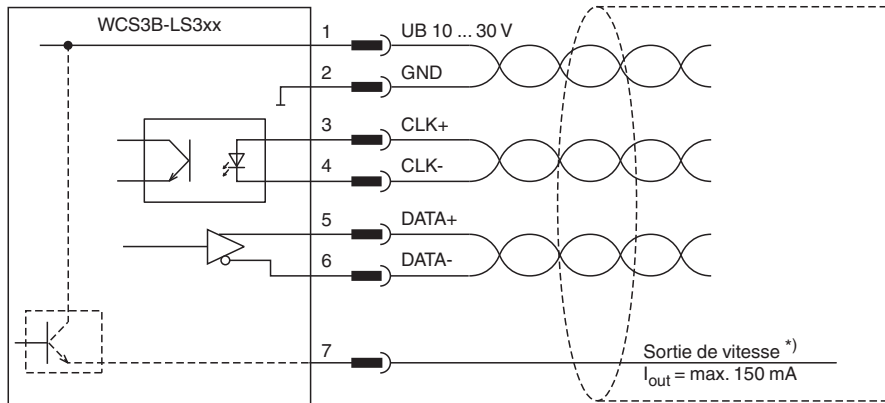 WCS3B-LS3xx
1 UB 10 ... 30 V
2 GND
3 CLK+
4 CLK-
5 DATA+
6 DATA-
7
Sortie de vitesse *)
Iout = max. 150 mA